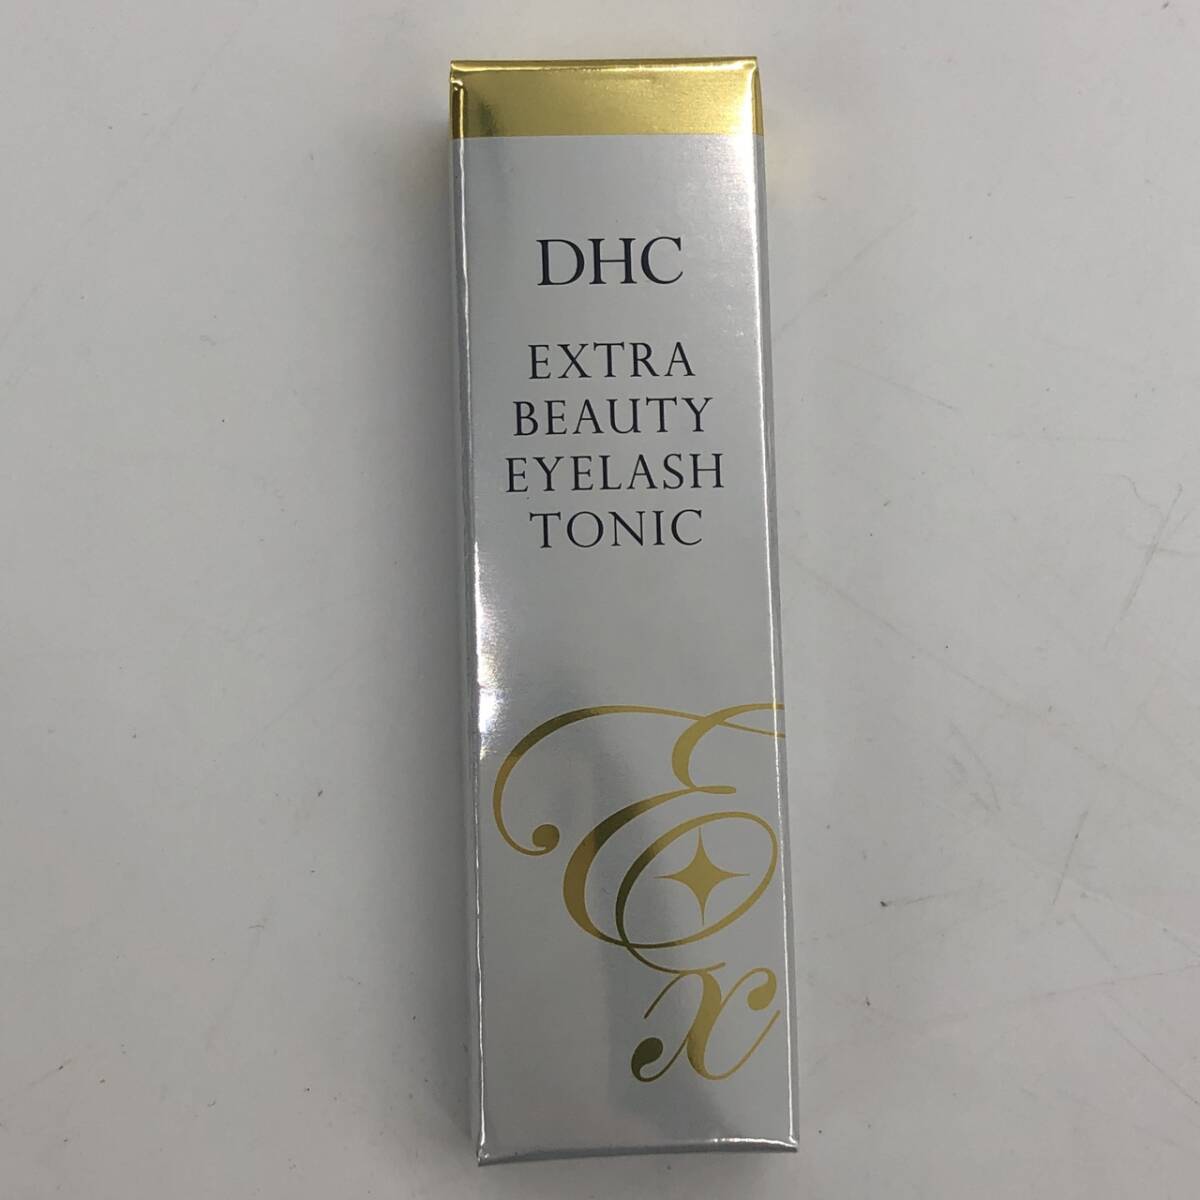 DHC
EXTRA
BEAUTY
EYELASH
TONIC
Ex